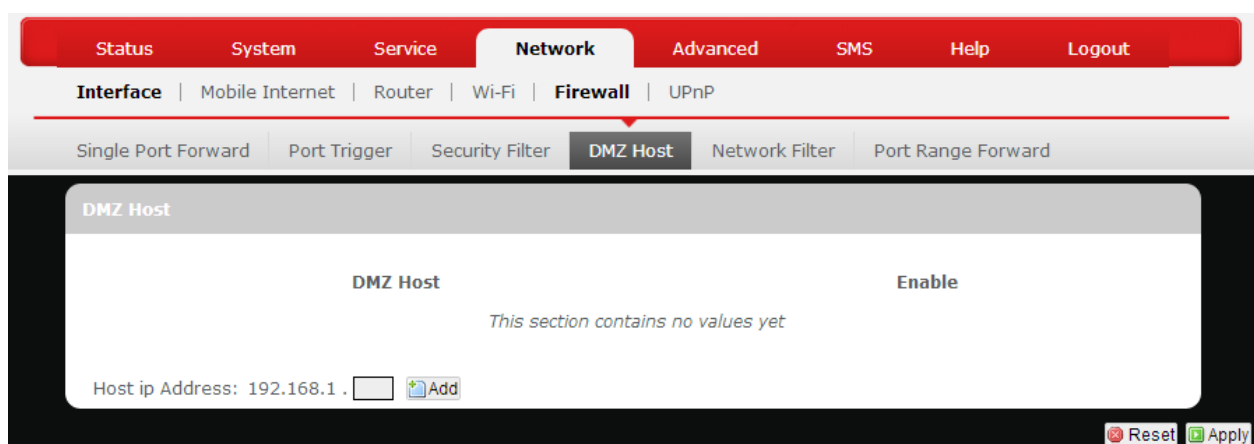 Status System Service Network Advanced SMS Help Logout
Interface | Mobile Internet | Router | Wi-Fi | Firewall | UPnP
Single Port Forward Port Trigger Security Filter DMZ Host Network Filter Port Range Forward
DMZ Host
DMZ Host Enable
This section contains no values yet
Host ip Address: 192.168.1 . Add
Reset Apply